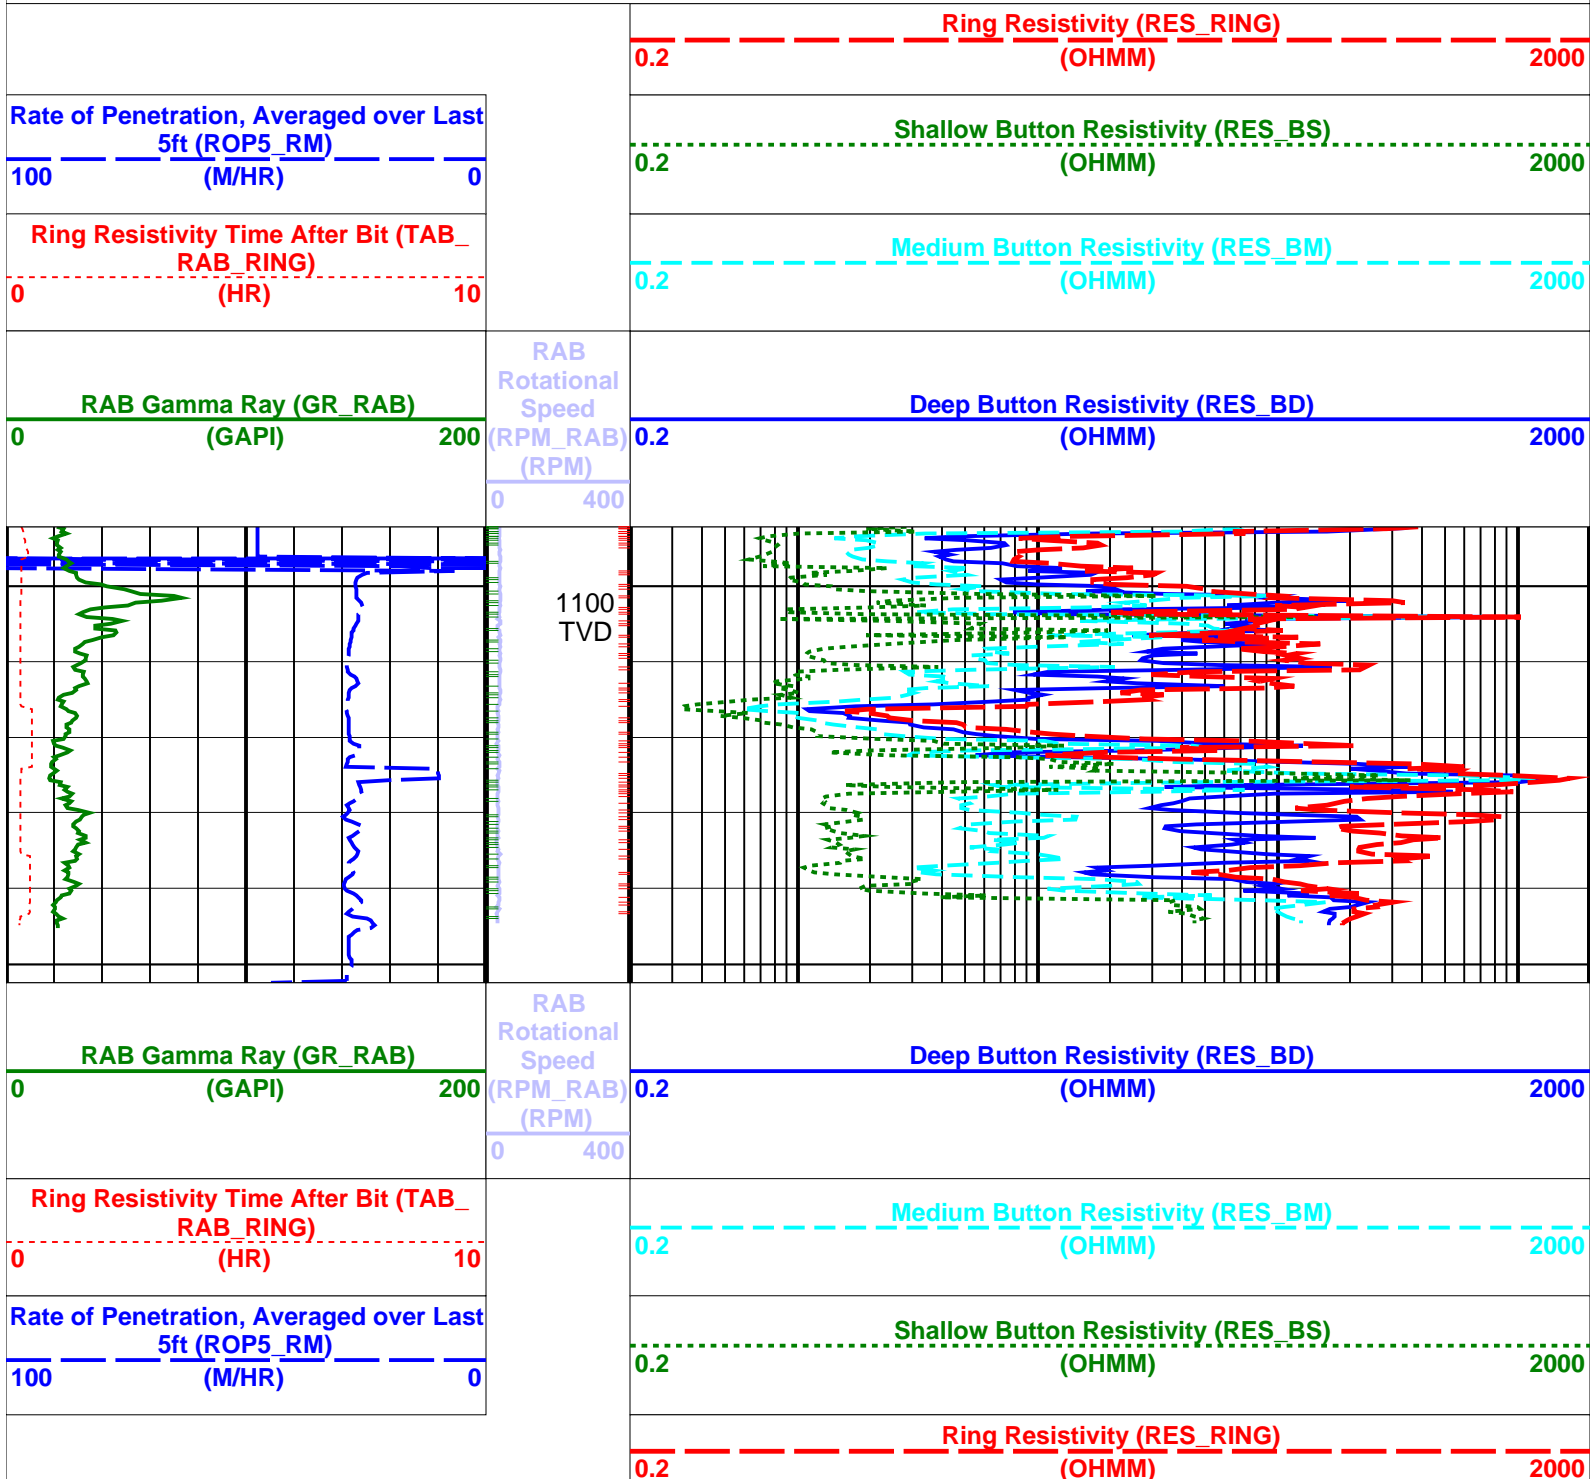 Ring Resistivity (RES_RING)
0.2 (OHMM) 2000
Rate of Penetration, Averaged over Last
5ft (ROP5_RM)
100 (M/HR) 0
Shallow Button Resistivity (RES_BS)
0.2 (OHMM) 2000
Ring Resistivity Time After Bit (TAB_
RAB_RING)
0 (HR) 10
Medium Button Resistivity (RES_BM)
0.2 (OHMM) 2000
RAB Gamma Ray (GR_RAB)
0 (GAPI) 200
RAB
Rotational
Speed
(RPM_RAB)
(RPM)
0 400
Deep Button Resistivity (RES_BD)
0.2 (OHMM) 2000
1100
TVD
RAB Gamma Ray (GR_RAB)
0 (GAPI) 200
RAB
Rotational
Speed
(RPM_RAB)
(RPM)
0 400
Deep Button Resistivity (RES_BD)
0.2 (OHMM) 2000
Ring Resistivity Time After Bit (TAB_
RAB_RING)
0 (HR) 10
Medium Button Resistivity (RES_BM)
0.2 (OHMM) 2000
Rate of Penetration, Averaged over Last
5ft (ROP5_RM)
100 (M/HR) 0
Shallow Button Resistivity (RES_BS)
0.2 (OHMM) 2000
Ring Resistivity (RES_RING)
0.2 (OHMM) 2000